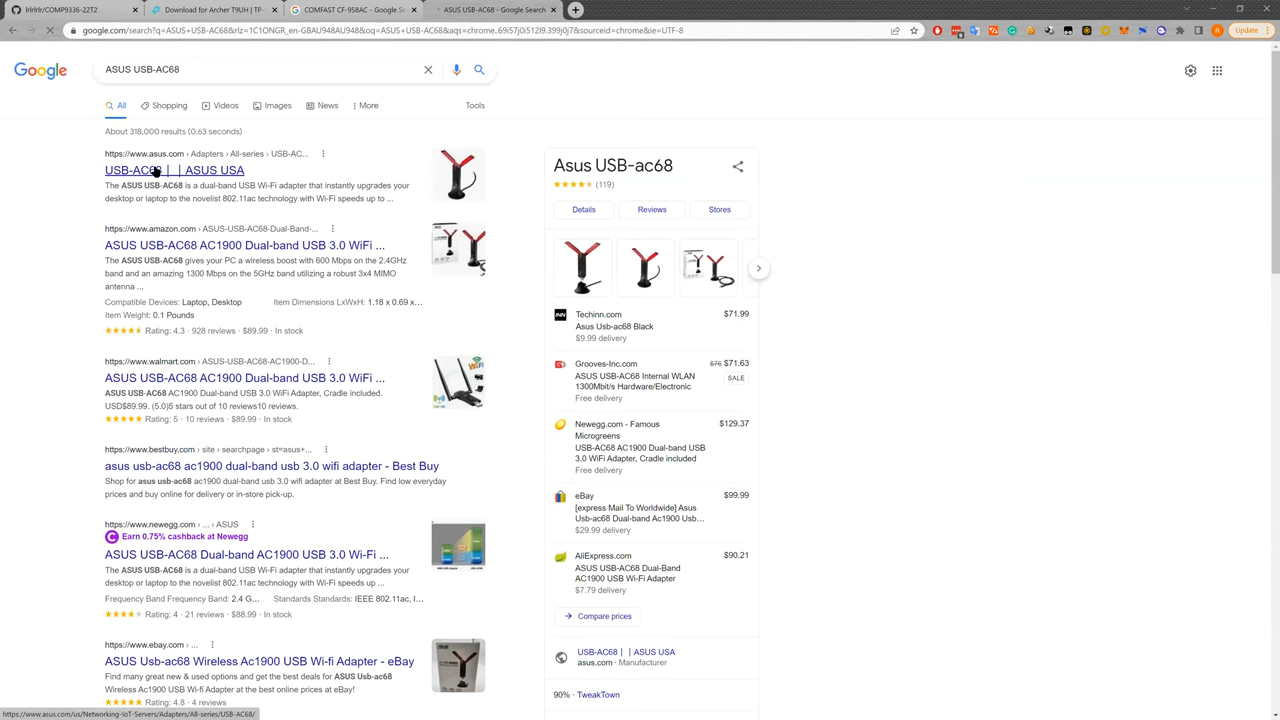 lrlrlrlr/COMP9336-22T2
Download for Archer T9UH | TP-
COMFAST CF-958AC - Google Se
ASUS USB-AC68 - Google Search
google.com/search?q=ASUS+USB-AC68&rlz=1C1ONGR_en-GBAU948AU948&oq=ASUS+USB-AC68&aqs=chrome..69i57j0i512l9.399j0j7&sourceid=chrome&ie=UTF-8
Update
Google
ASUS USB-AC68
All
Shopping
Videos
Images
News
More
Tools
About 318,000 results (0.63 seconds)
https://www.asus.com › Adapters › All-series › USB-AC...
USB-AC68｜｜ASUS USA
The ASUS USB-AC68 is a dual-band USB Wi-Fi adapter that instantly upgrades your
desktop or laptop to the novelist 802.11ac technology with Wi-Fi speeds up to ...
https://www.amazon.com › ASUS-USB-AC68-Dual-Band-...
ASUS USB-AC68 AC1900 Dual-band USB 3.0 WiFi ...
The ASUS USB-AC68 gives your PC a wireless boost with 600 Mbps on the 2.4GHz
band and an amazing 1300 Mbps on the 5GHz band utilizing a robust 3x4 MIMO
antenna ...
Compatible Devices: Laptop, Desktop
Item Dimensions LxWxH: 1.18 x 0.69 x...
Item Weight: 0.1 Pounds
Rating: 4.3 · 928 reviews · $89.99 · In stock
https://www.walmart.com › ASUS-USB-AC68-AC1900-D...
ASUS USB-AC68 AC1900 Dual-band USB 3.0 WiFi ...
ASUS USB-AC68 AC1900 Dual-band USB 3.0 WiFi Adapter, Cradle included.
USD$89.99. (5.0)5 stars out of 10 reviews10 reviews.
Rating: 5 · 10 reviews · $89.99 · In stock
https://www.bestbuy.com › site › searchpage › st=asus+...
asus usb-ac68 ac1900 dual-band usb 3.0 wifi adapter - Best Buy
Shop for asus usb-ac68 ac1900 dual-band usb 3.0 wifi adapter at Best Buy. Find low everyday
prices and buy online for delivery or in-store pick-up.
https://www.newegg.com › ... › ASUS
Earn 0.75% cashback at Newegg
ASUS USB-AC68 Dual-band AC1900 USB 3.0 Wi-Fi ...
The ASUS USB-AC68 is a dual-band USB Wi-Fi adapter that instantly upgrades your
desktop or laptop to the novelist 802.11ac technology with Wi-Fi speeds up ...
Frequency Band Frequency Band: 2.4 G...
Standards Standards: IEEE 802.11ac, I...
Rating: 4 · 21 reviews · $88.99 · In stock
https://www.ebay.com › ...
ASUS Usb-ac68 Wireless Ac1900 USB Wi-fi Adapter - eBay
Find many great new & used options and get the best deals for ASUS Usb-ac68
Wireless Ac1900 USB Wi-fi Adapter at the best online prices at eBay!
Rating: 4.8 · 4 reviews
https://www.asus.com/us/Networking-IoT-Servers/Adapters/All-series/USB-AC68/
Asus USB-ac68
(119)
Details
Reviews
Stores
Techinn.com
$71.99
Asus Usb-ac68 Black
$9.99 delivery
Grooves-Inc.com
$76 $71.63
ASUS USB-AC68 Internal WLAN
1300Mbit/s Hardware/Electronic
SALE
Free delivery
Newegg.com - Famous
Microgreens
$129.37
USB-AC68 AC1900 Dual-band USB
3.0 WiFi Adapter, Cradle included
Free delivery
eBay
$99.99
[express Mail To Worldwide] Asus
Usb-ac68 Dual-band Ac1900 Usb...
$29.99 delivery
AliExpress.com
$90.21
ASUS USB-AC68 Dual-Band
AC1900 USB WiFi Adapter
$7.79 delivery
Compare prices
USB-AC68｜｜ASUS USA
asus.com · Manufacturer
90% · TweakTown